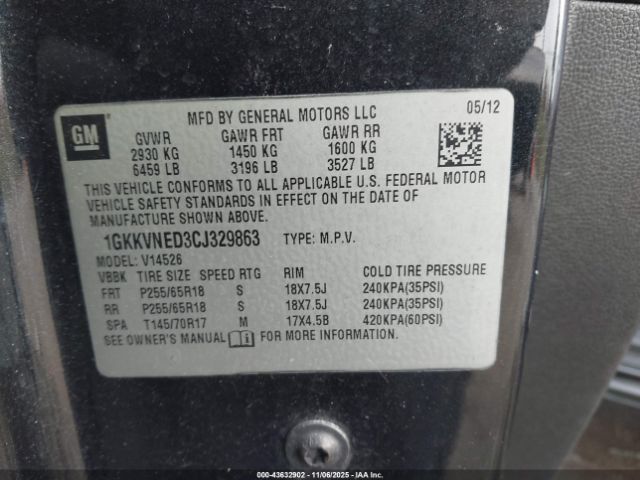 MFD BY GENERAL MOTORS LLC 05/12
GM
GVWR GAWR FRT GAWR RR
2930 KG 1450 KG 1600 KG
6459 LB 3196 LB 3527 LB
THIS VEHICLE CONFORMS TO ALL APPLICABLE U.S. FEDERAL MOTOR
VEHICLE SAFETY STANDARDS IN EFFECT ON THE DATE OF
MANUFACTURE SHOWN ABOVE.
1GKKVNED3CJ329863 TYPE: M.P.V.
MODEL: V14526
VBBK TIRE SIZE SPEED RTG RIM COLD TIRE PRESSURE
FRT P255/65R18 S 18X7.5J 240KPA(35PSI)
RR P255/65R18 S 18X7.5J 240KPA(35PSI)
SPA T145/70R17 M 17X4.5B 420KPA(60PSI)
SEE OWNER'S MANUAL FOR MORE INFORMATION.
000-43632902 - 11/06/2025 - IAA Inc.